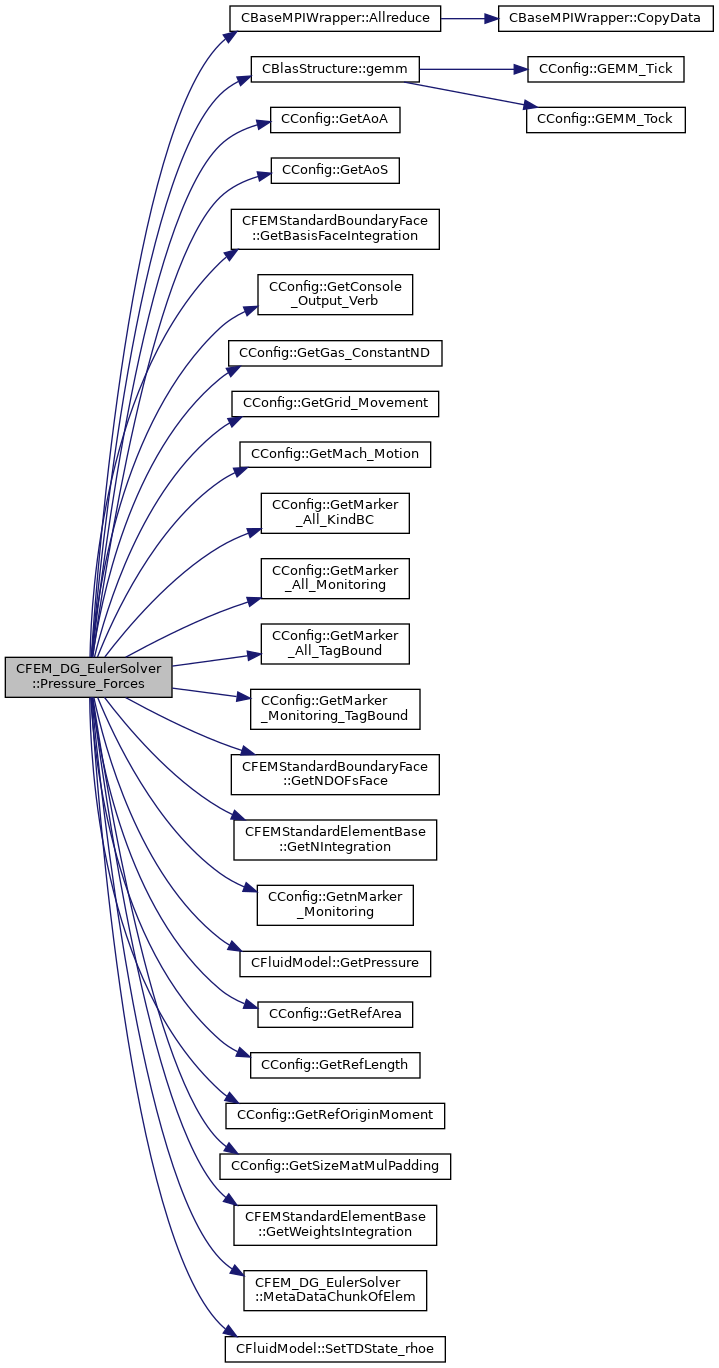 CBaseMPIWrapper::Allreduce
CBaseMPIWrapper::CopyData
CBlasStructure::gemm
CConfig::GEMM_Tick
CConfig::GEMM_Tock
CConfig::GetAoA
CConfig::GetAoS
CFEMStandardBoundaryFace
::GetBasisFaceIntegration
CConfig::GetConsole
_Output_Verb
CConfig::GetGas_ConstantND
CConfig::GetGrid_Movement
CConfig::GetMach_Motion
CConfig::GetMarker
_All_KindBC
CConfig::GetMarker
_All_Monitoring
CConfig::GetMarker
_All_TagBound
CFEM_DG_EulerSolver
::Pressure_Forces
CConfig::GetMarker
_Monitoring_TagBound
CFEMStandardBoundaryFace
::GetNDOFsFace
CFEMStandardElementBase
::GetNIntegration
CConfig::GetnMarker
_Monitoring
CFluidModel::GetPressure
CConfig::GetRefArea
CConfig::GetRefLength
CConfig::GetRefOriginMoment
CConfig::GetSizeMatMulPadding
CFEMStandardElementBase
::GetWeightsIntegration
CFEM_DG_EulerSolver
::MetaDataChunkOfElem
CFluidModel::SetTDState_rhoe